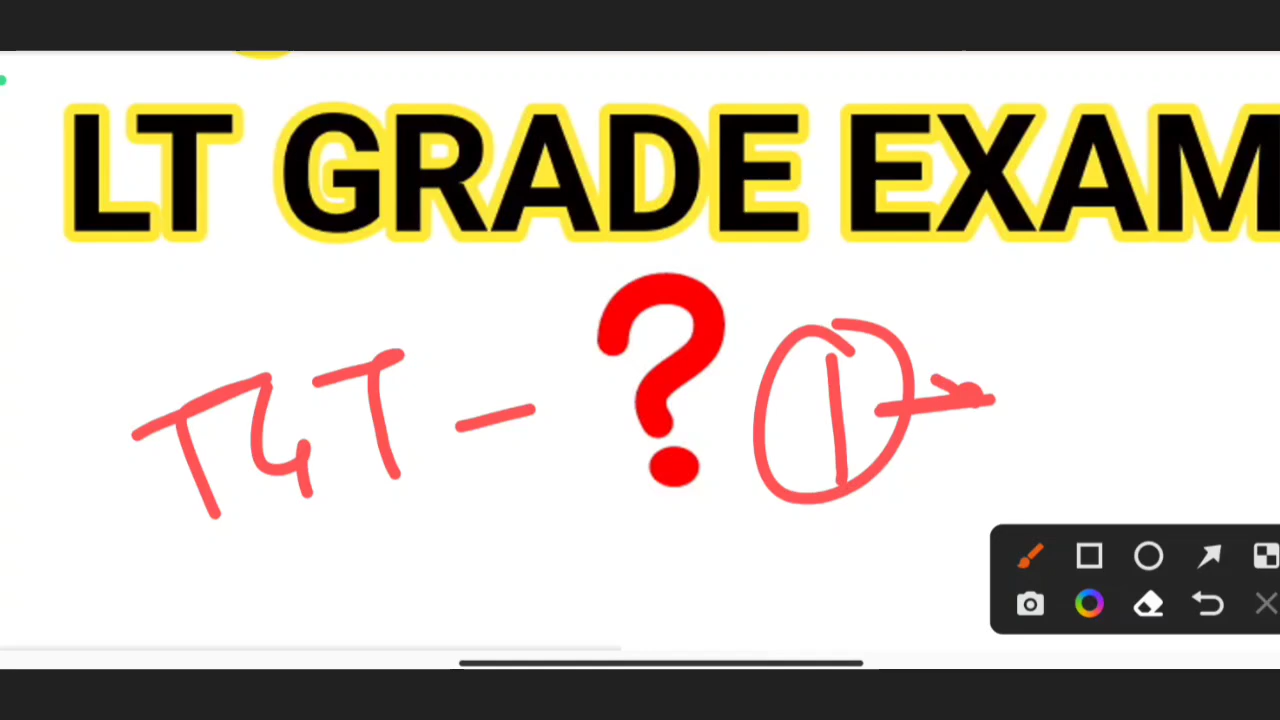 LT GRADE EXAM
TGT - ? 1 →